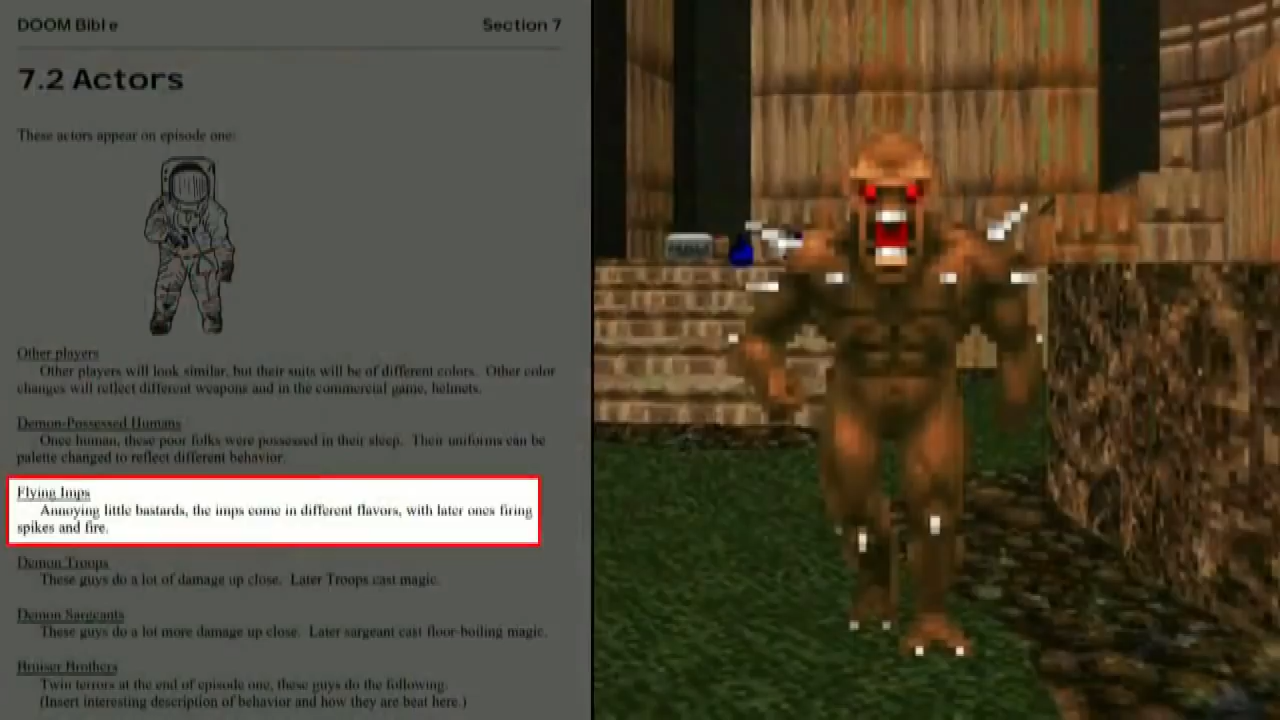 DOOM Bible
Section 7
7.2 Actors
These actors appear on episode one:
Other players
Other players will look similar, but their suits will be of different colors. Other color
changes will reflect different weapons and in the commercial game, helmets.
Demon-Possessed Humans
Once human, these poor folks were possessed in their sleep. Their uniforms can be
palette changed to reflect different behavior.
Flying Imps
Annoying little bastards, the imps come in different flavors, with later ones firing
spikes and fire.
Demon Troops
These guys do a lot of damage up close. Later Troops cast magic.
Demon Sargeants
These guys do a lot more damage up close. Later sargeant cast floor-boiling magic.
Bruiser Brothers
Twin terrors at the end of episode one, these guys do the following:
(Insert interesting description of behavior and how they are beat here.)